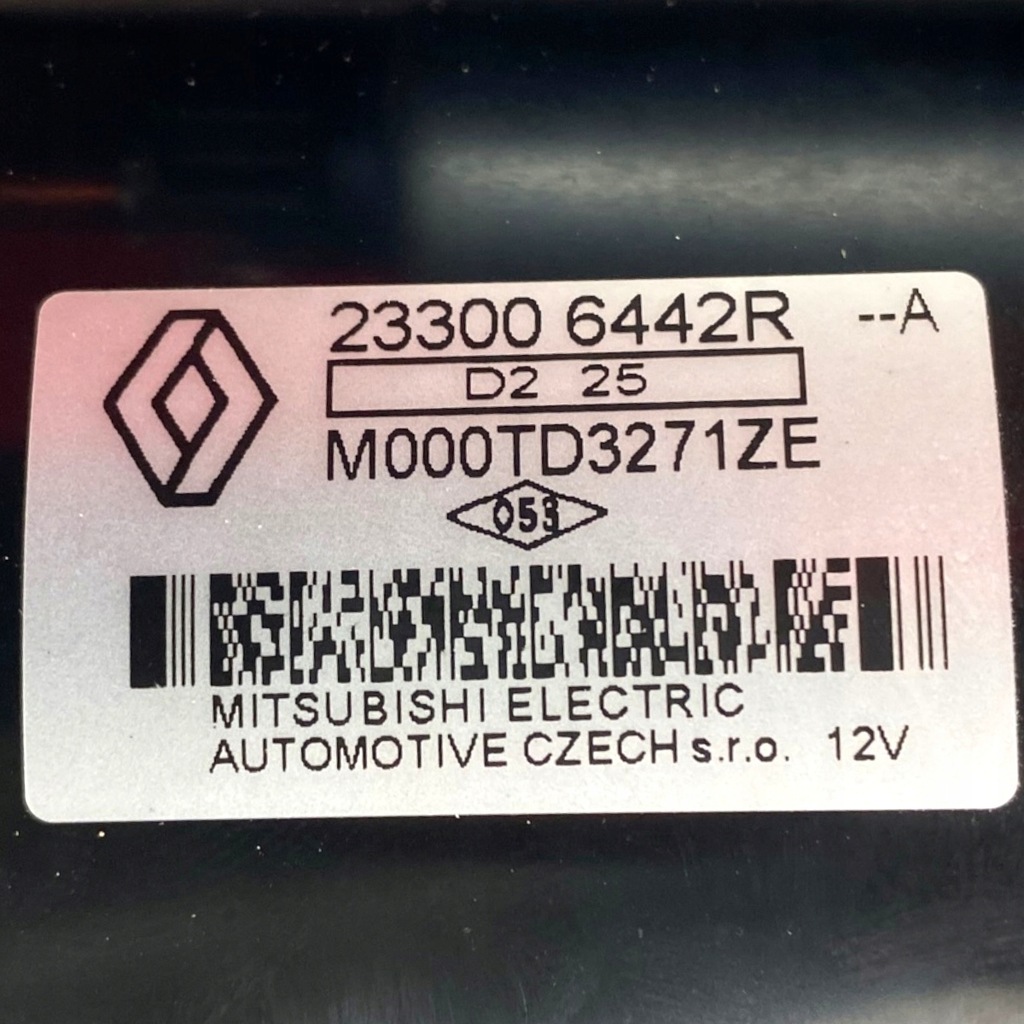 23300 6442R --A
D2 25
M000TD3271ZE
053
MITSUBISHI ELECTRIC
AUTOMOTIVE CZECH s.r.o. 12V